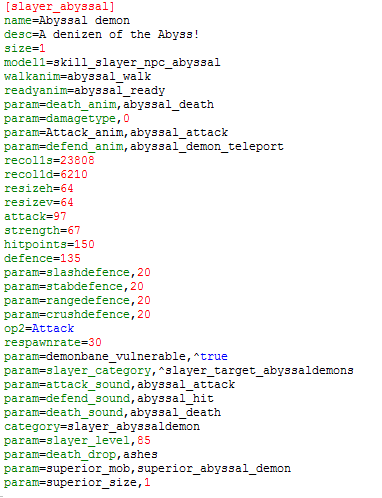 [slayer_abyssal]
name=Abyssal demon
desc=A denizen of the Abyss!
size=1
model1=skill_slayer_npc_abyssal
walkanim=abyssal_walk
readyanim=abyssal_ready
param=death_anim,abyssal_death
param=damagetype,0
param=Attack_anim,abyssal_attack
param=defend_anim,abyssal_demon_teleport
recol1s=23808
recol1d=6210
resizeh=64
resizev=64
attack=97
strength=67
hitpoints=150
defence=135
param=slashdefence,20
param=stabdefence,20
param=rangedefence,20
param=crushdefence,20
op2=Attack
respawnrate=30
param=demonbane_vulnerable,^true
param=slayer_category,^slayer_target_abyssaldemons
param=attack_sound,abyssal_attack
param=defend_sound,abyssal_hit
param=death_sound,abyssal_death
category=slayer_abyssaldemon
param=slayer_level,85
param=death_drop,ashes
param=superior_mob,superior_abyssal_demon
param=superior_size,1